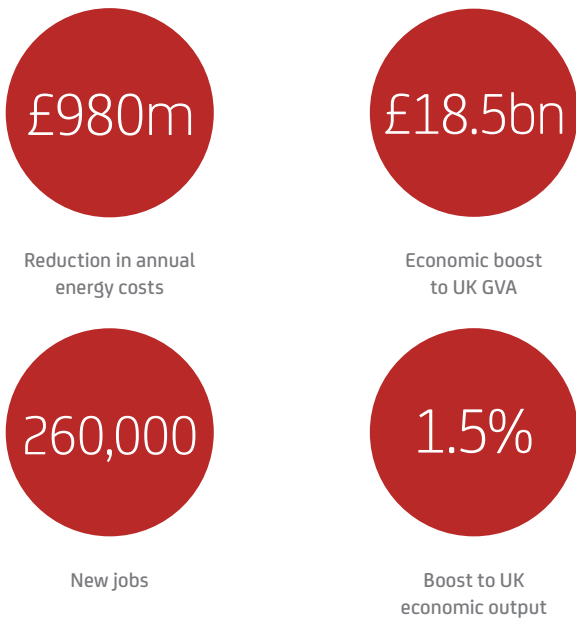 £980m
Reduction in annual
energy costs
£18.5bn
Economic boost
to UK GVA
260,000
New jobs
1.5%
Boost to UK
economic output